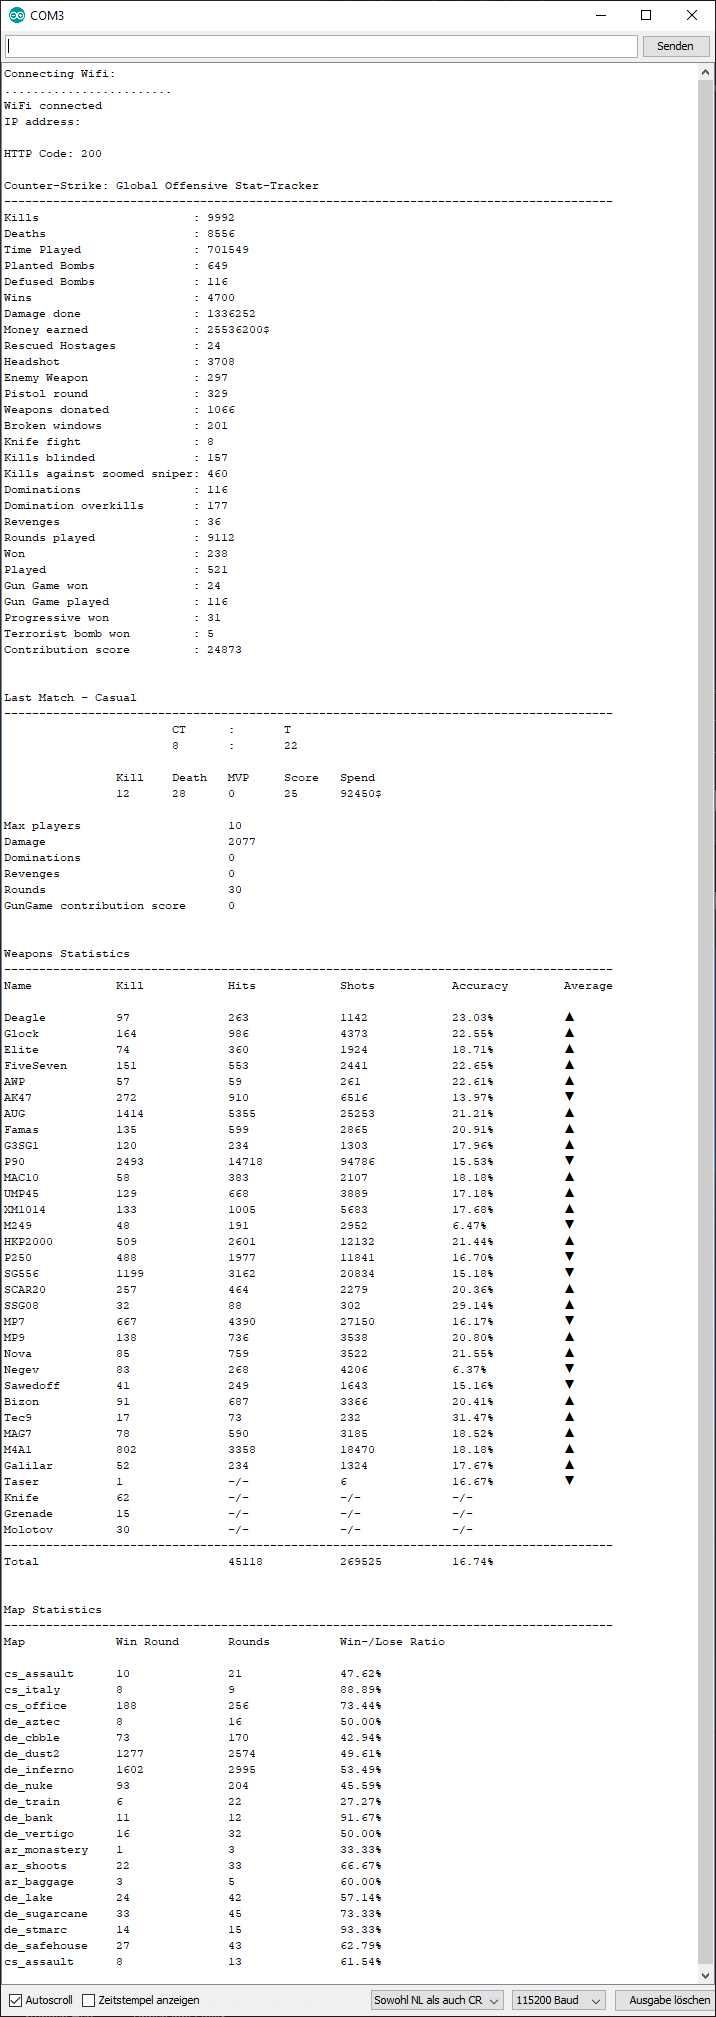 COM3
Senden
Connecting Wifi:
........................
WiFi connected
IP address:
HTTP Code: 200
Counter-Strike: Global Offensive Stat-Tracker
---------------------------------------------------------------------------------------
Kills : 9992
Deaths : 8556
Time Played : 701549
Planted Bombs : 649
Defused Bombs : 116
Wins : 4700
Damage done : 1336252
Money earned : 25536200$
Rescued Hostages : 24
Headshot : 3708
Enemy Weapon : 297
Pistol round : 329
Weapons donated : 1066
Broken windows : 201
Knife fight : 8
Kills blinded : 157
Kills against zoomed sniper: 460
Dominations : 116
Domination overkills : 177
Revenges : 36
Rounds played : 9112
Won : 238
Played : 521
Gun Game won : 24
Gun Game played : 116
Progressive won : 31
Terrorist bomb won : 5
Contribution score : 24873
Last Match - Casual
---------------------------------------------------------------------------------------
CT : T
8 : 22
Kill Death MVP Score Spend
12 28 0 25 92450$
Max players 10
Damage 2077
Dominations 0
Revenges 0
Rounds 30
GunGame contribution score 0
Weapons Statistics
---------------------------------------------------------------------------------------
Name Kill Hits Shots Accuracy Average
Deagle 97 263 1142 23.03% ▲
Glock 164 986 4373 22.55% ▲
Elite 74 360 1924 18.71% ▲
FiveSeven 151 553 2441 22.65% ▲
AWP 57 59 261 22.61% ▲
AK47 272 910 6516 13.97% ▼
AUG 1414 5355 25253 21.21% ▲
Famas 135 599 2865 20.91% ▲
G3SG1 120 234 1303 17.96% ▲
P90 2493 14718 94786 15.53% ▼
MAC10 58 383 2107 18.18% ▲
UMP45 129 668 3889 17.18% ▲
XM1014 133 1005 5683 17.68% ▲
M249 48 191 2952 6.47% ▼
HKP2000 509 2601 12132 21.44% ▲
P250 488 1977 11841 16.70% ▼
SG556 1199 3162 20834 15.18% ▼
SCAR20 257 464 2279 20.36% ▲
SSG08 32 88 302 29.14% ▲
MP7 667 4390 27150 16.17% ▼
MP9 138 736 3538 20.80% ▲
Nova 85 759 3522 21.55% ▲
Negev 83 268 4206 6.37% ▼
Sawedoff 41 249 1643 15.16% ▼
Bizon 91 687 3366 20.41% ▲
Tec9 17 73 232 31.47% ▲
MAG7 78 590 3185 18.52% ▲
M4A1 802 3358 18470 18.18% ▲
Galilar 52 234 1324 17.67% ▲
Taser 1 -/- 6 16.67% ▼
Knife 62 -/- -/- -/-
Grenade 15 -/- -/- -/-
Molotov 30 -/- -/- -/-
---------------------------------------------------------------------------------------
Total 45118 269525 16.74%
Map Statistics
---------------------------------------------------------------------------------------
Map Win Round Rounds Win-/Lose Ratio
cs_assault 10 21 47.62%
cs_italy 8 9 88.89%
cs_office 188 256 73.44%
de_aztec 8 16 50.00%
de_cbble 73 170 42.94%
de_dust2 1277 2574 49.61%
de_inferno 1602 2995 53.49%
de_nuke 93 204 45.59%
de_train 6 22 27.27%
de_bank 11 12 91.67%
de_vertigo 16 32 50.00%
ar_monastery 1 3 33.33%
ar_shoots 22 33 66.67%
ar_baggage 3 5 60.00%
de_lake 24 42 57.14%
de_sugarcane 33 45 73.33%
de_stmarc 14 15 93.33%
de_safehouse 27 43 62.79%
cs_assault 8 13 61.54%
Autoscroll Zeitstempel anzeigen Sowohl NL als auch CR 115200 Baud Ausgabe löschen